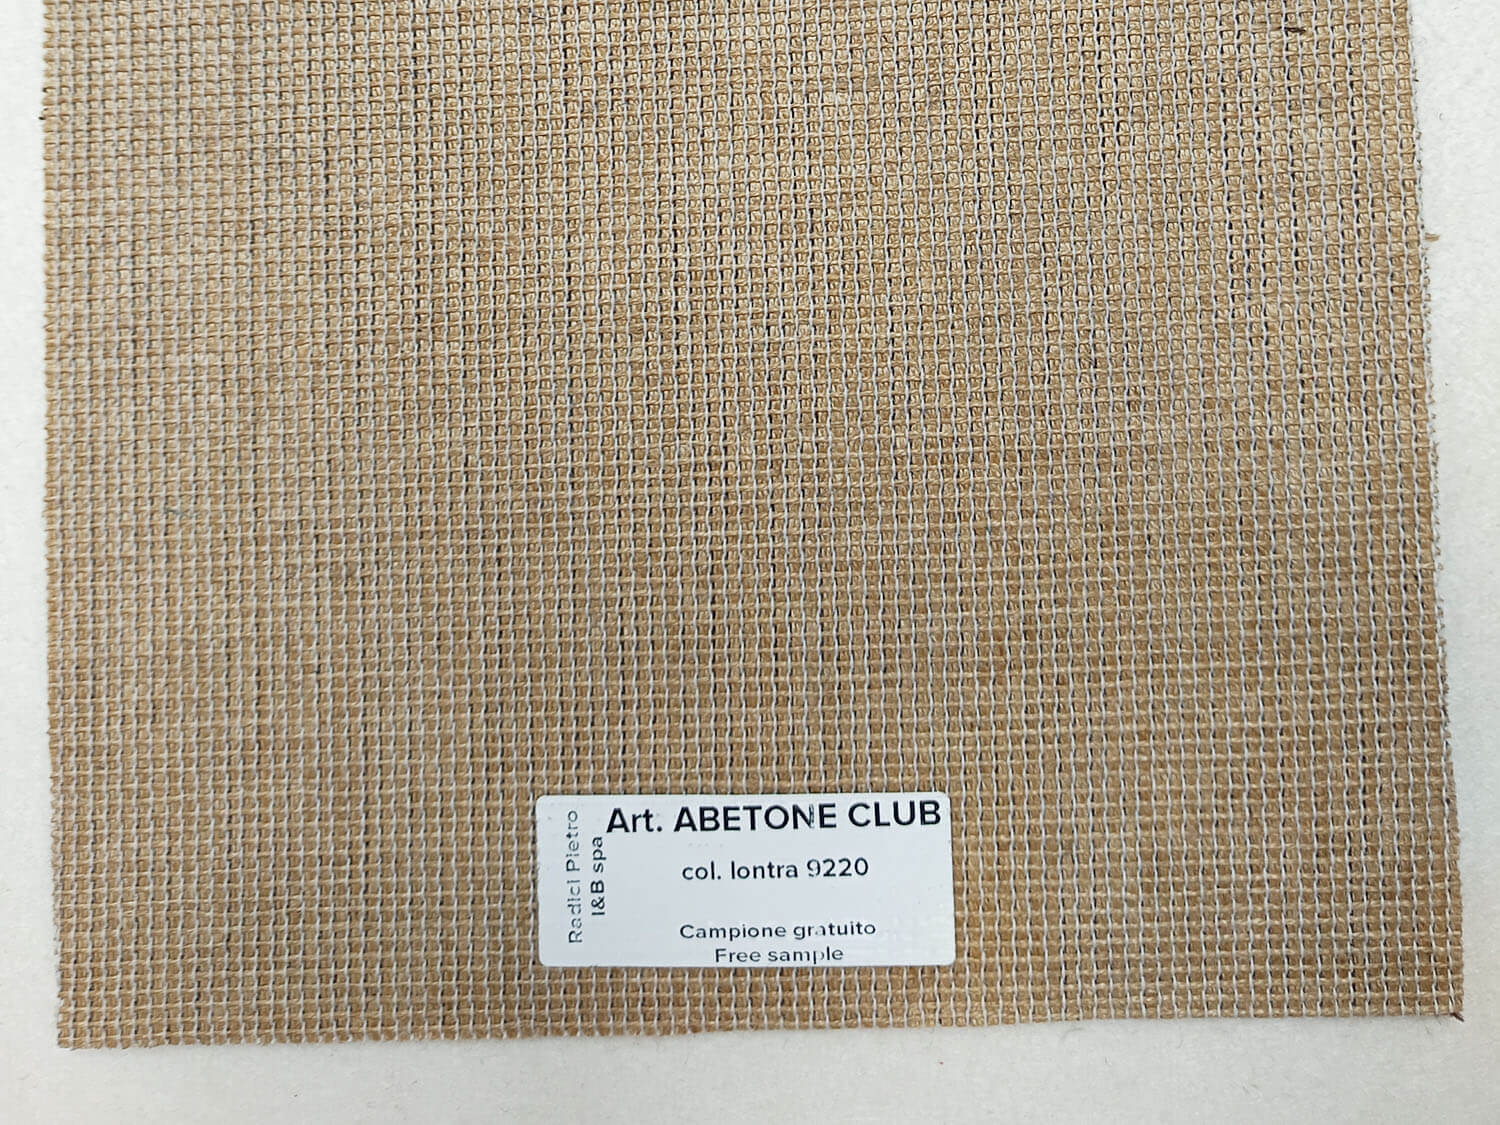 Radici Pietro
I&B spa
Art. ABETONE CLUB
col. lontra 9220
Campione gratuito
Free sample